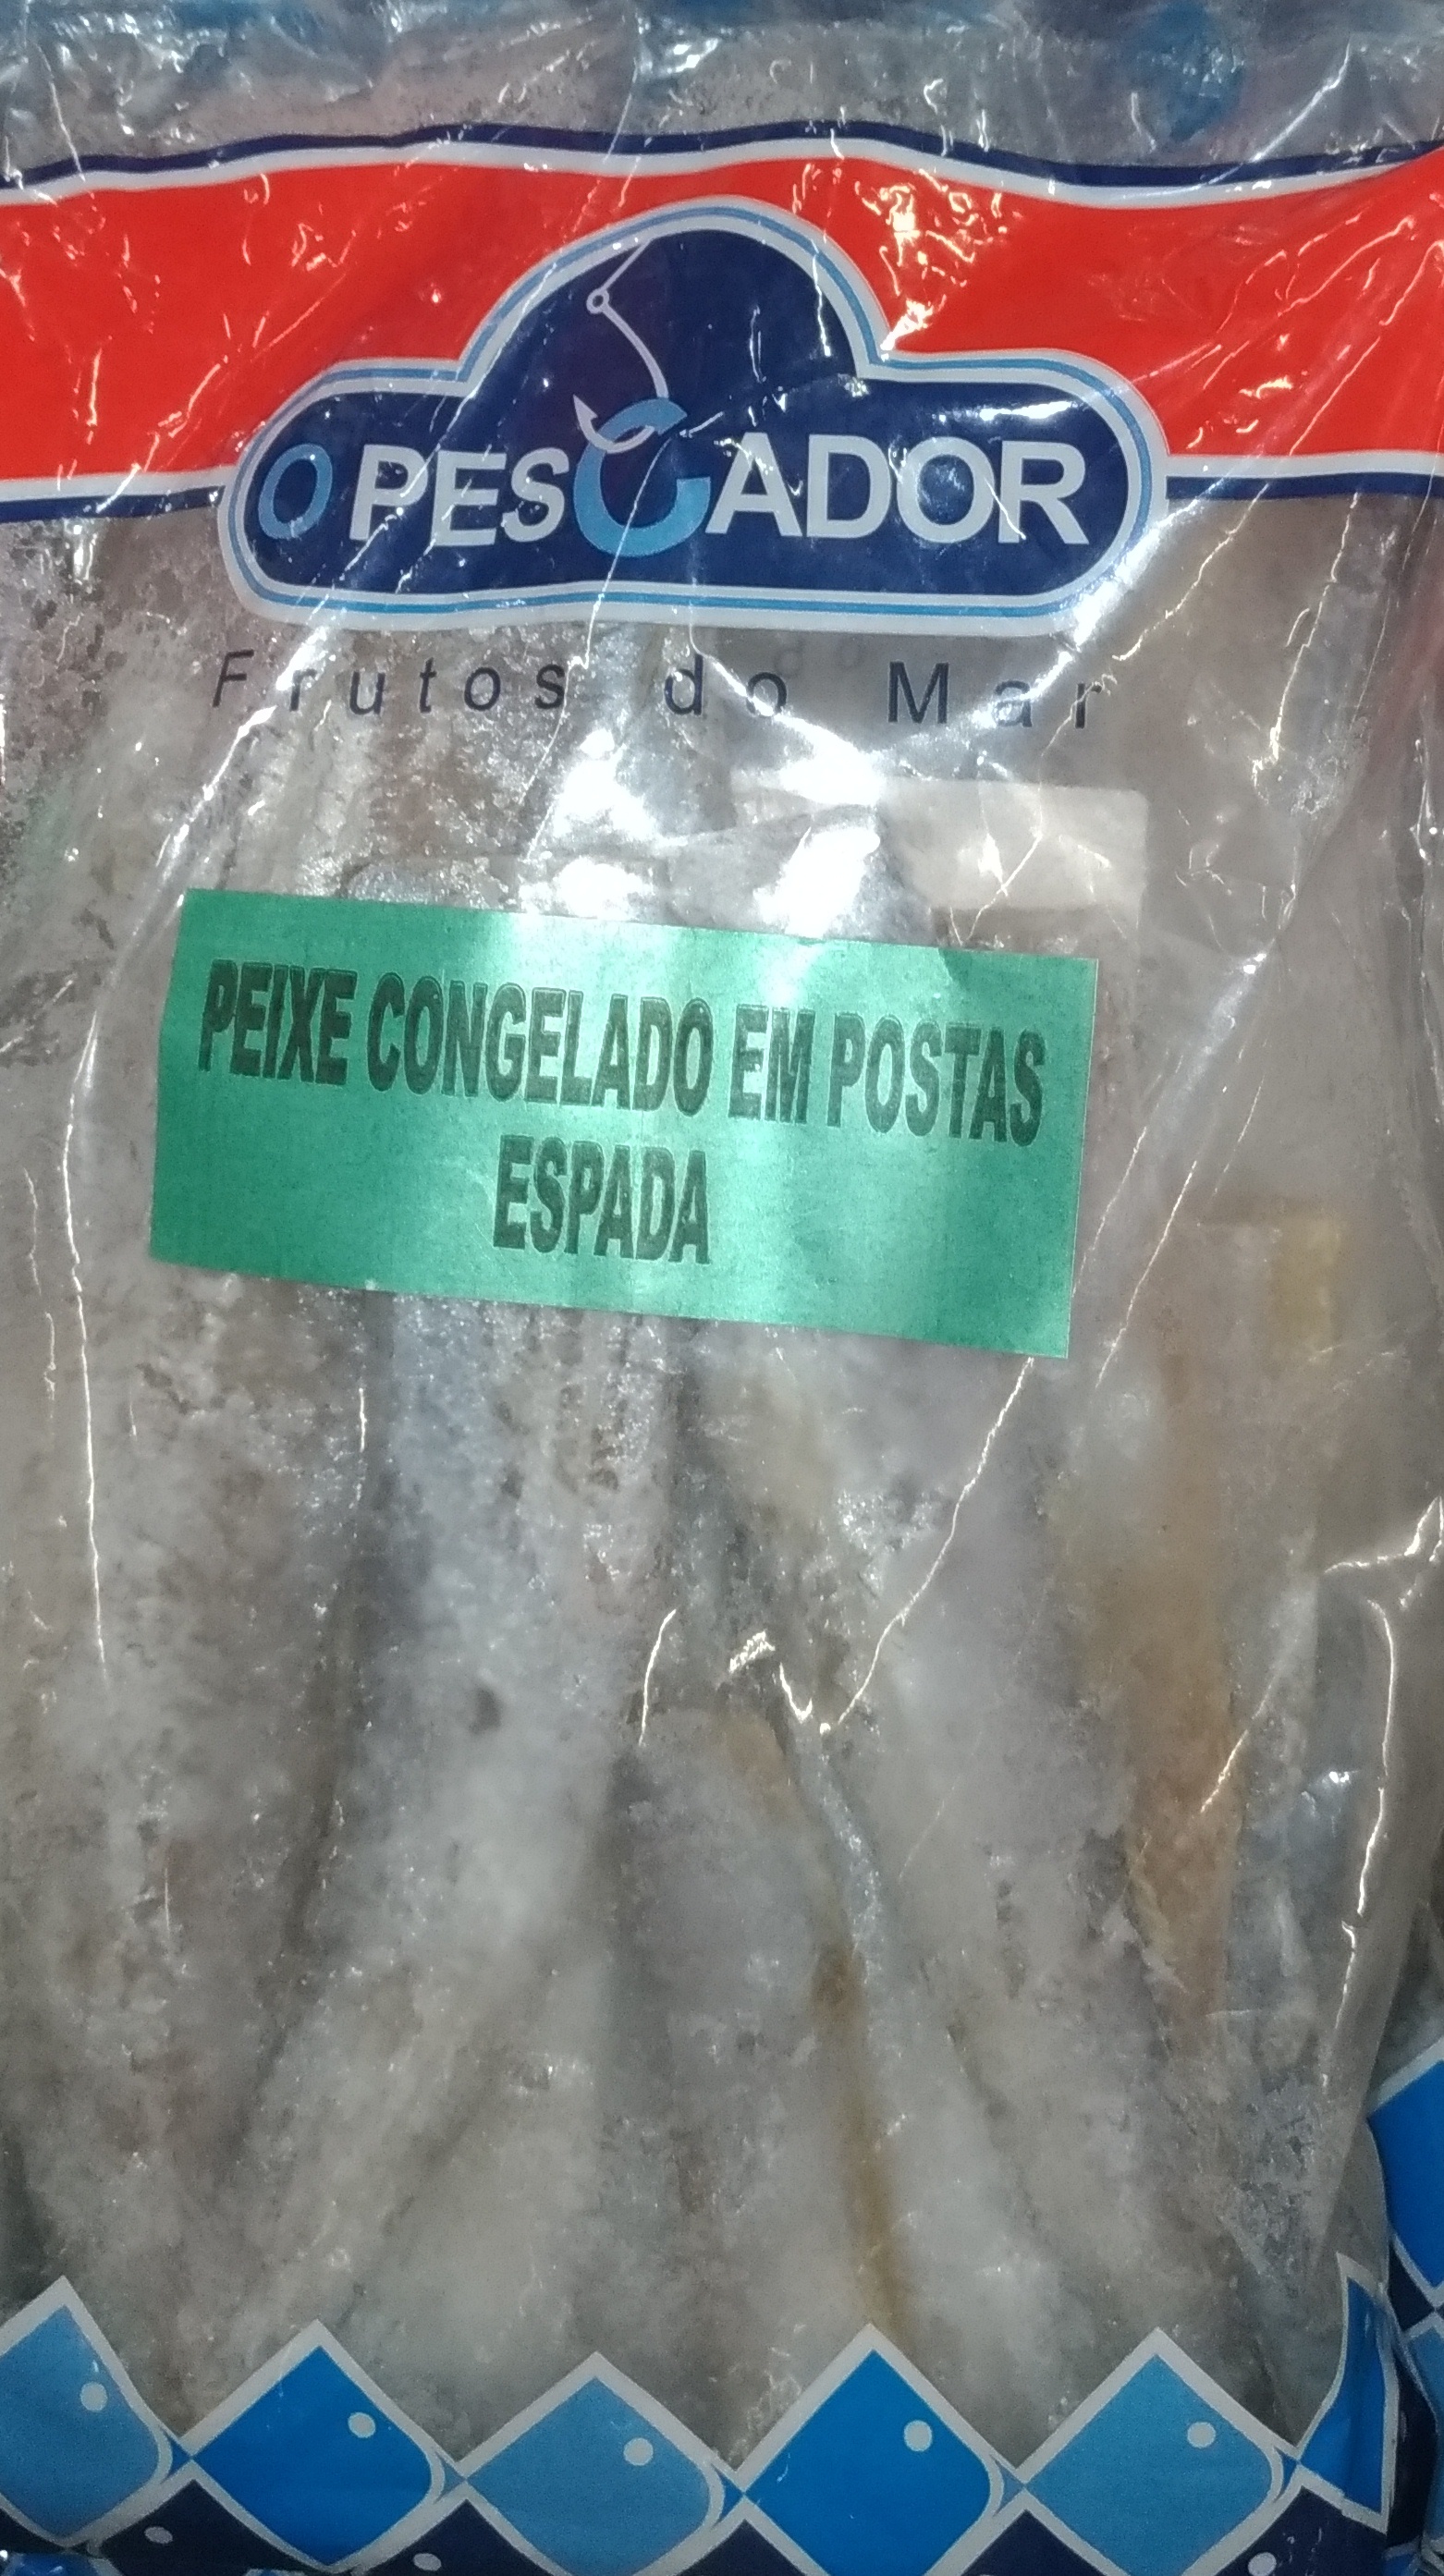 O PESCADOR
Frutos do Mar
PEIXE CONGELADO EM POSTAS
ESPADA